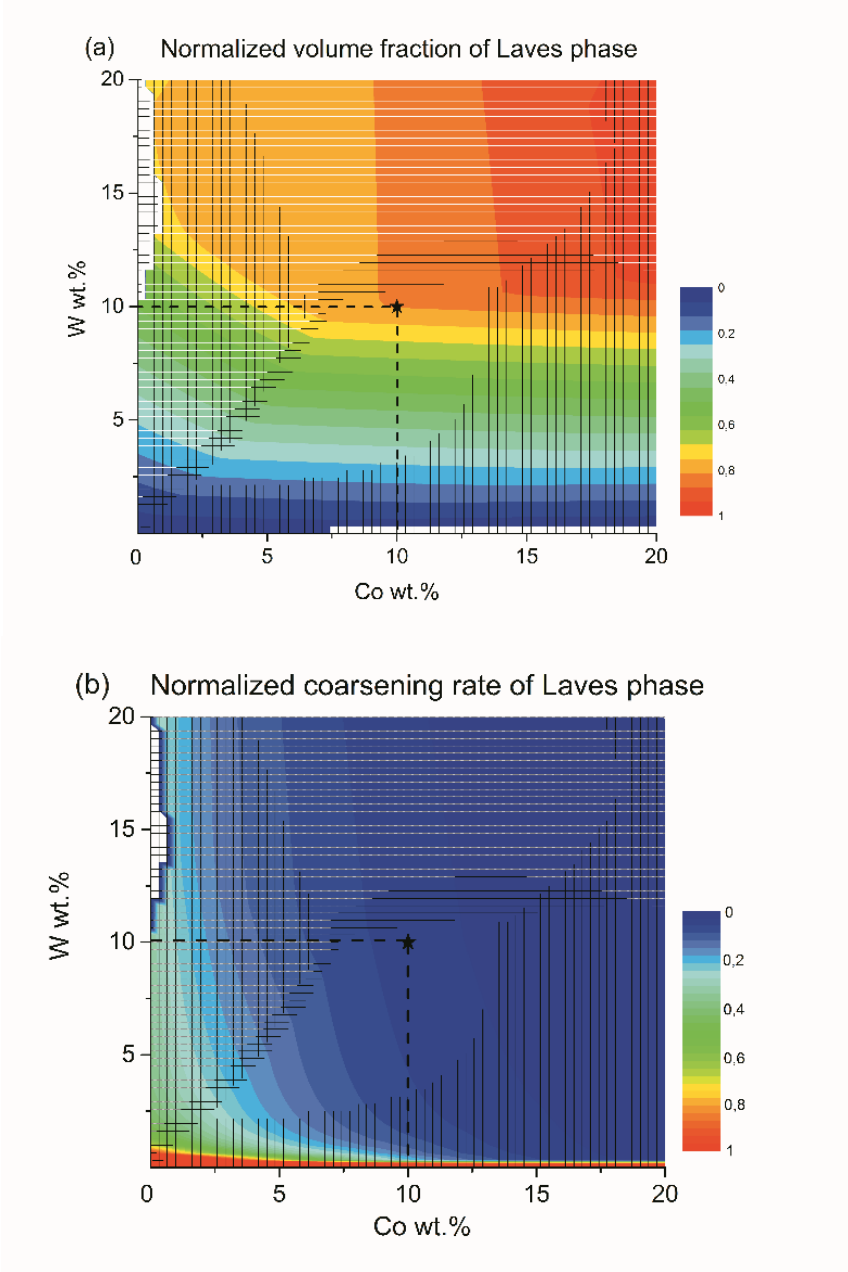 (a) Normalized volume fraction of Laves phase
20
15
10
5
W wt.%
0 5 10 15 20
Co wt.%
0
0.2
0.4
0,6
0,8
1
(b) Normalized coarsening rate of Laves phase
20
15
10
5
W wt.%
0 5 10 15 20
Co wt.%
0
0,2
0,4
0,6
0,8
1